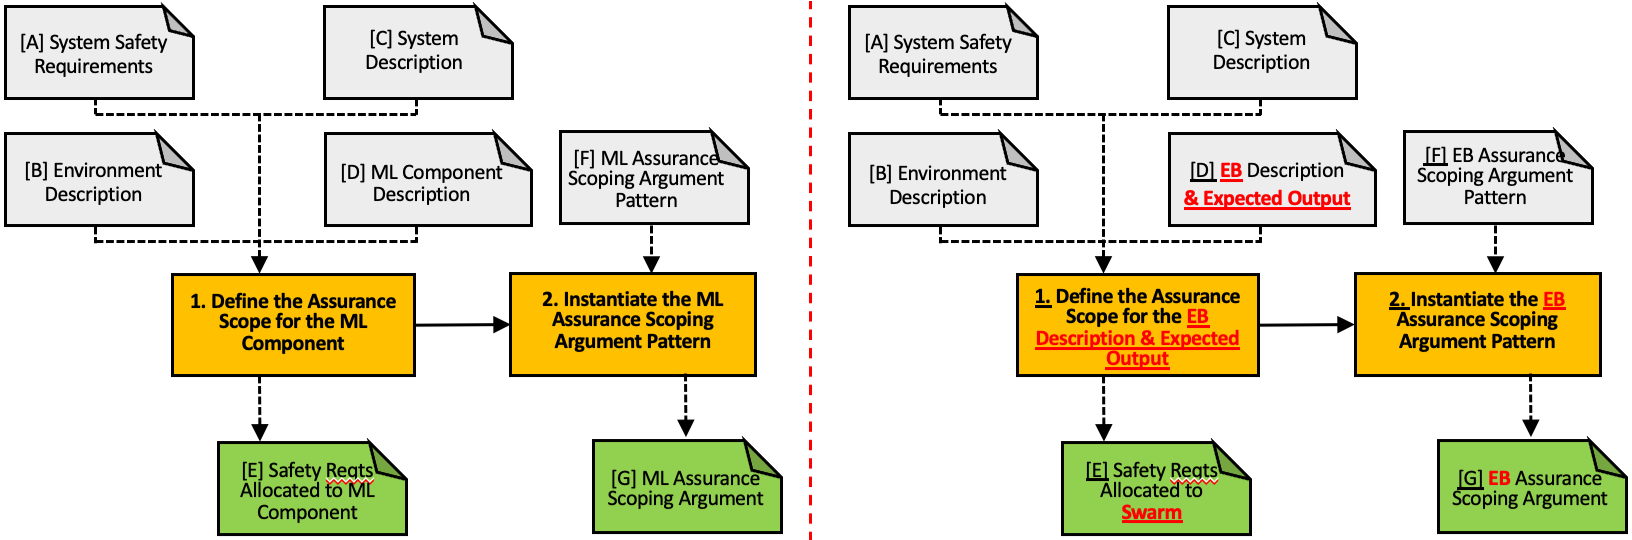 [A] System Safety
Requirements
[C] System
Description
[B] Environment
Description
[D] ML Component
Description
[F] ML Assurance
Scoping Argument
Pattern
1. Define the Assurance
Scope for the ML
Component
2. Instantiate the ML
Assurance Scoping
Argument Pattern
[E] Safety Reqts
Allocated to ML
Component
[G] ML Assurance
Scoping Argument
[A] System Safety
Requirements
[C] System
Description
[B] Environment
Description
[D] EB Description
& Expected Output
[F] EB Assurance
Scoping Argument
Pattern
1. Define the Assurance
Scope for the EB
Description & Expected
Output
2. Instantiate the EB
Assurance Scoping
Argument Pattern
[E] Safety Reqts
Allocated to
Swarm
[G] EB Assurance
Scoping Argument